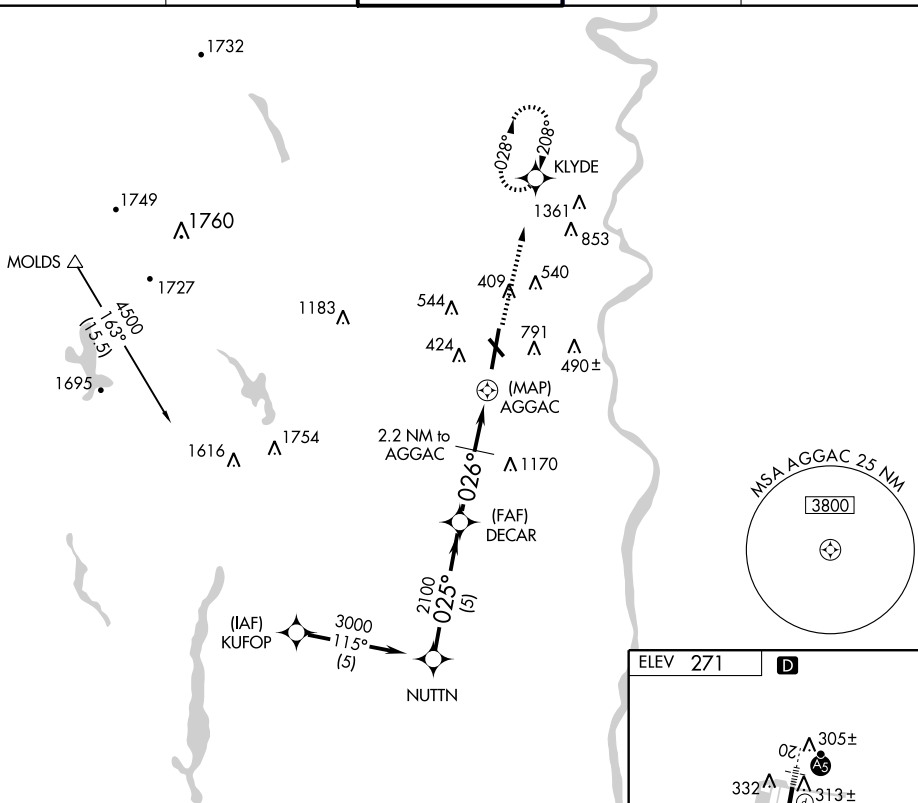 1732
028°
208°
KLYDE
1749
1760
1361
853
MOLDS
1727
4500
163°
(15.5)
1183
544
409
540
424
791
490±
1695
(MAP)
AGGAC
1616
1754
2.2 NM to
AGGAC
1170
026°
MSA AGGAC 25 NM
3800
(FAF)
DECAR
2100
025°
(5)
(IAF)
KUFOP
3000
115°
(5)
NUTTN
ELEV 271
D
305±
20
A5
332
313±